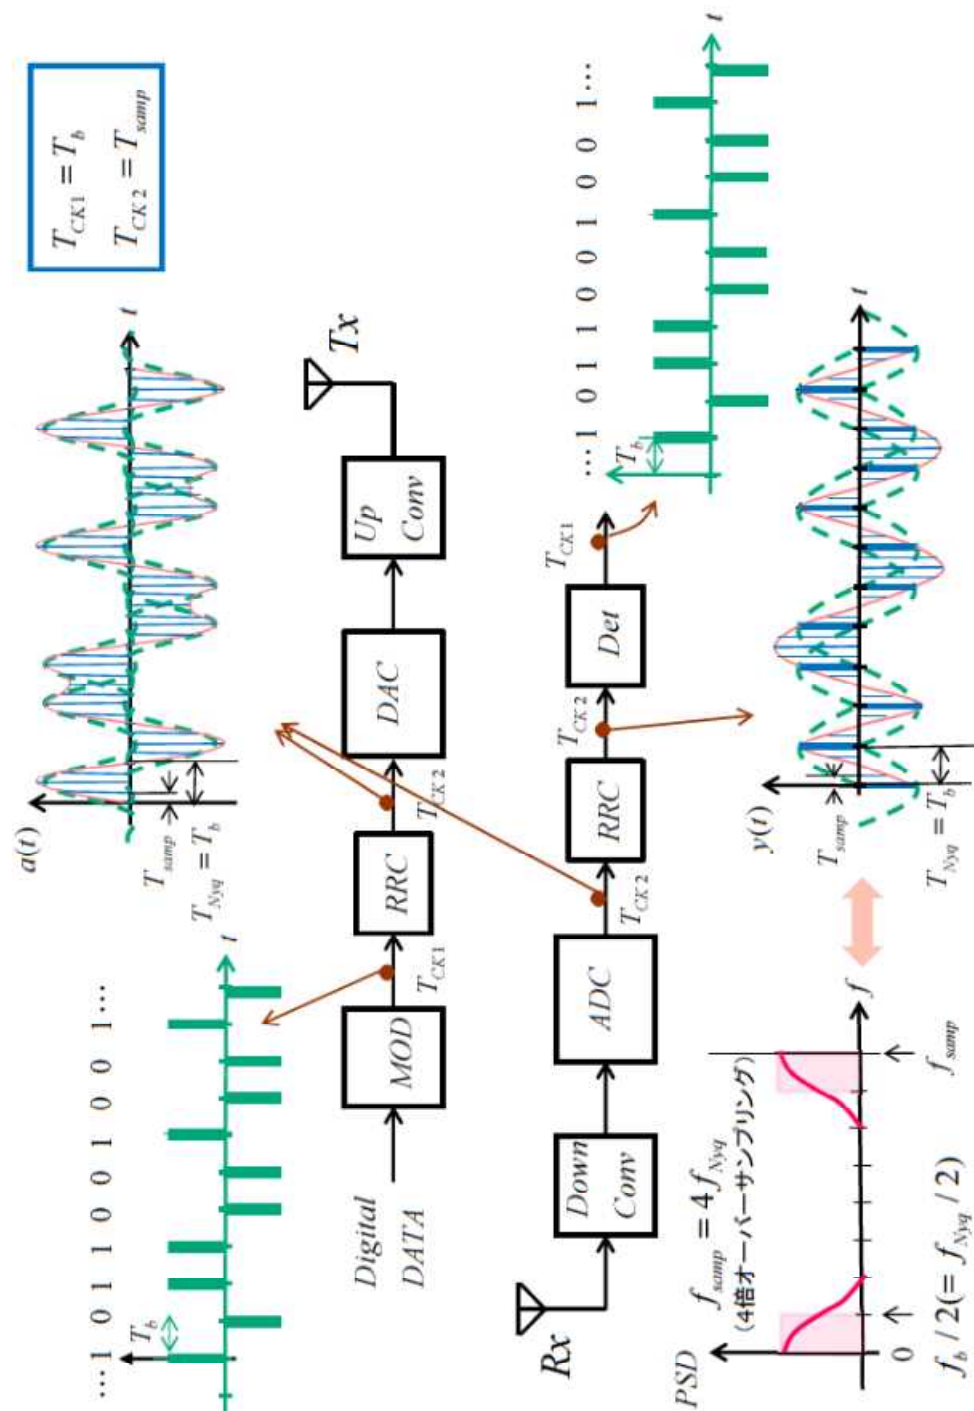 …1 0 1 1 0 0 1 0 0 1…
T_b
t
a(t)
T_samp
T_Nyq = T_b
t
T_CK1 = T_b
T_CK2 = T_samp
Digital
DATA
MOD
T_CK1
RRC
T_CK2
DAC
Up
Conv
Tx
Rx
Down
Conv
ADC
T_CK2
RRC
T_CK2
Det
T_CK1
…1 0 1 1 0 0 1 0 0 1…
T_b
t
PSD
f_samp = 4 f_Nyq
(4倍オーバーサンプリング)
f
0
f_samp
f_b / 2(= f_Nyq / 2)
y(t)
T_samp
T_Nyq = T_b
t